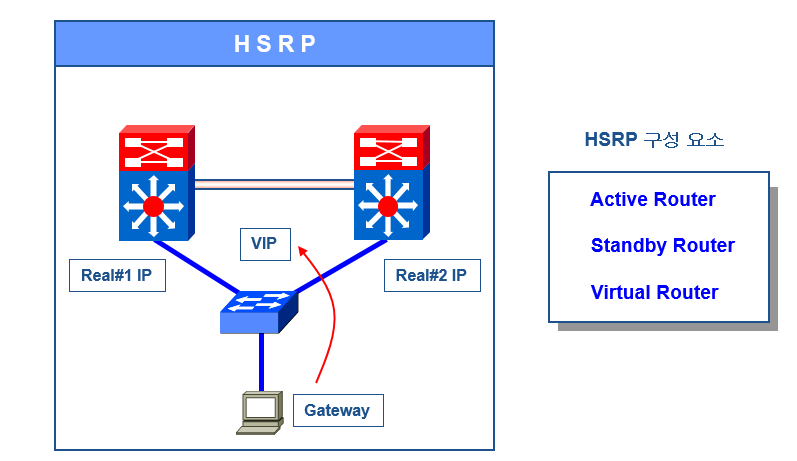 HSRP
VIP
Real#1 IP
Real#2 IP
Gateway
HSRP 구성 요소
Active Router
Standby Router
Virtual Router